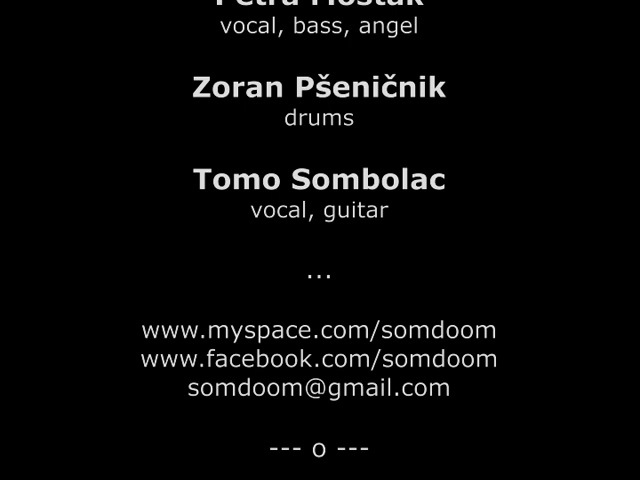 vocal, bass, angel
Zoran Pšeničnik
drums
Tomo Sombolac
vocal, guitar
...
www.myspace.com/somdoom
www.facebook.com/somdoom
somdoom@gmail.com
--- o ---